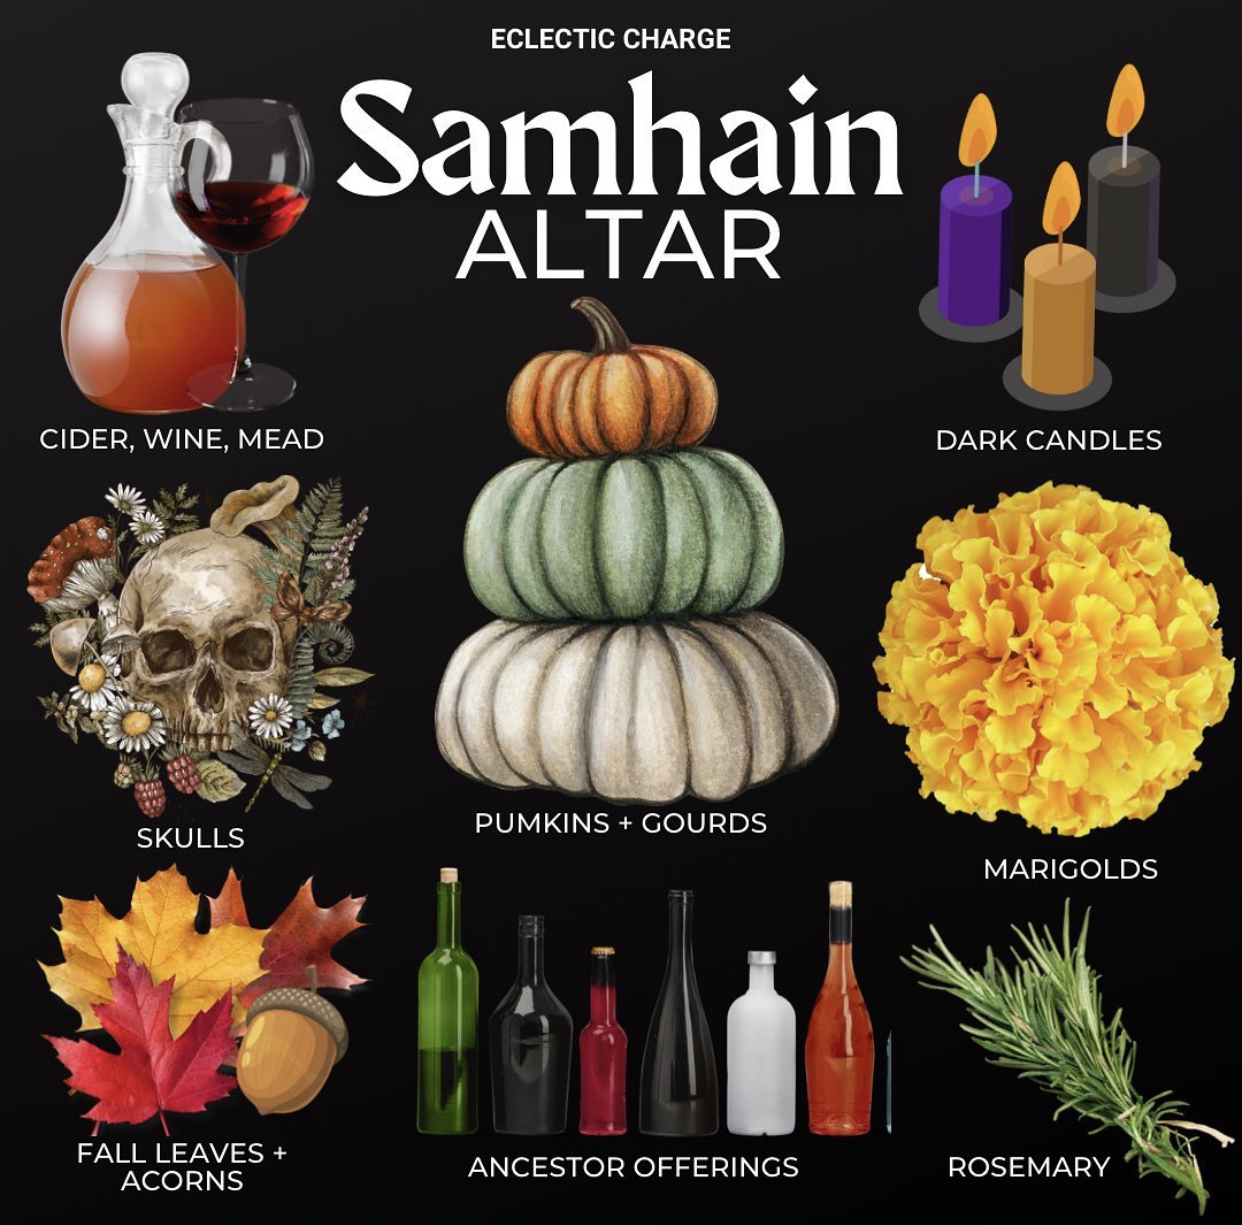 ECLECTIC CHARGE
Samhain
ALTAR
CIDER, WINE, MEAD
DARK CANDLES
SKULLS
PUMKINS + GOURDS
MARIGOLDS
FALL LEAVES +
ACORNS
ANCESTOR OFFERINGS
ROSEMARY